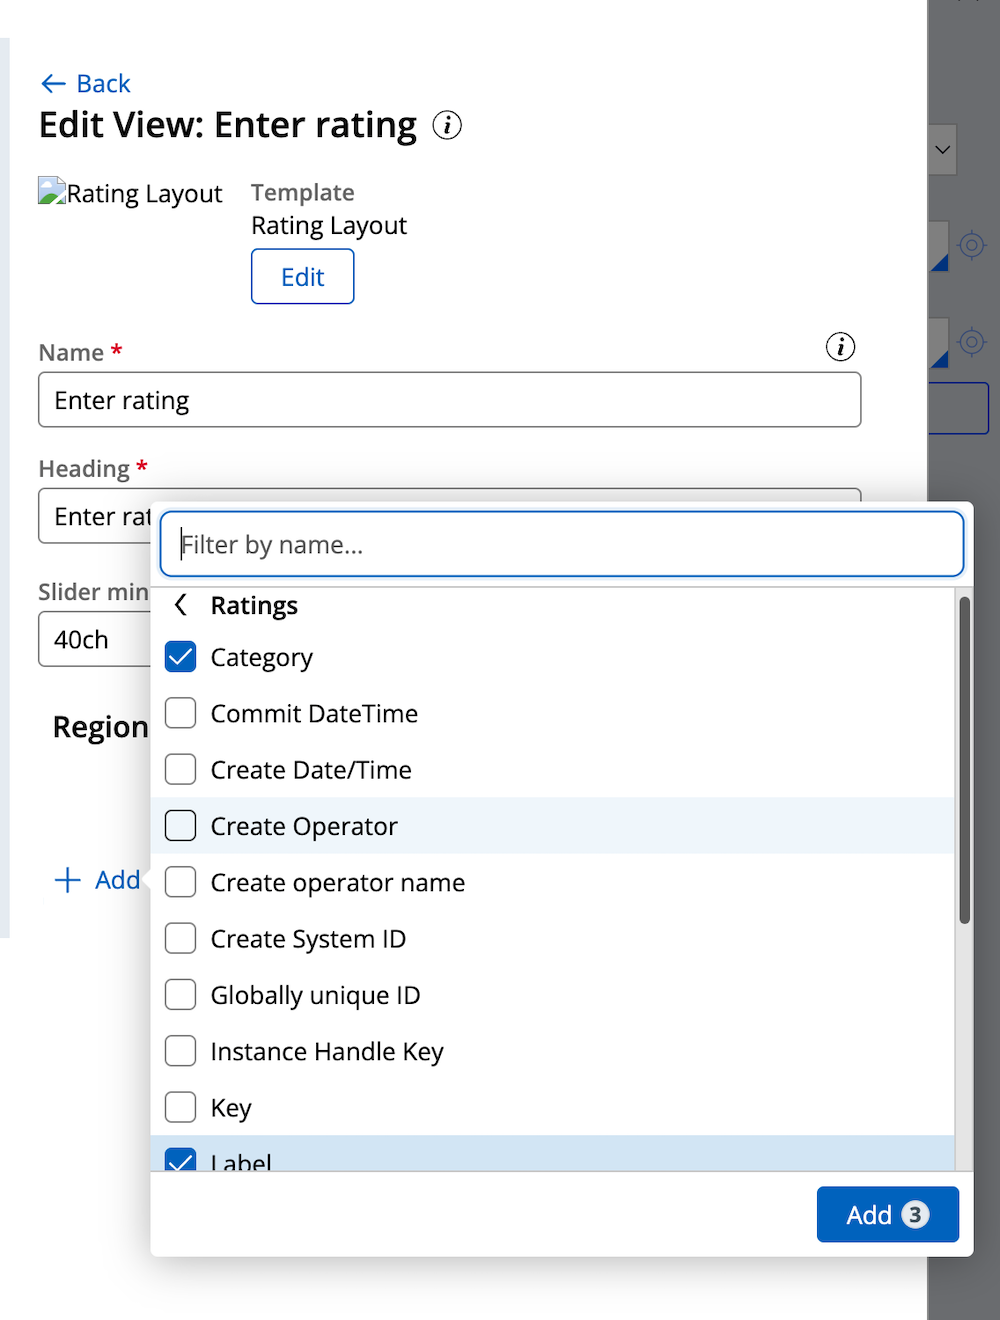 Back
Edit View: Enter rating
Rating Layout
Template
Rating Layout
Edit
Name *
Enter rating
Heading *
Enter rat
Filter by name...
Slider min
Ratings
40ch
Category
Commit DateTime
Region
Create Date/Time
Create Operator
Add
Create operator name
Create System ID
Globally unique ID
Instance Handle Key
Key
Label
Add 3